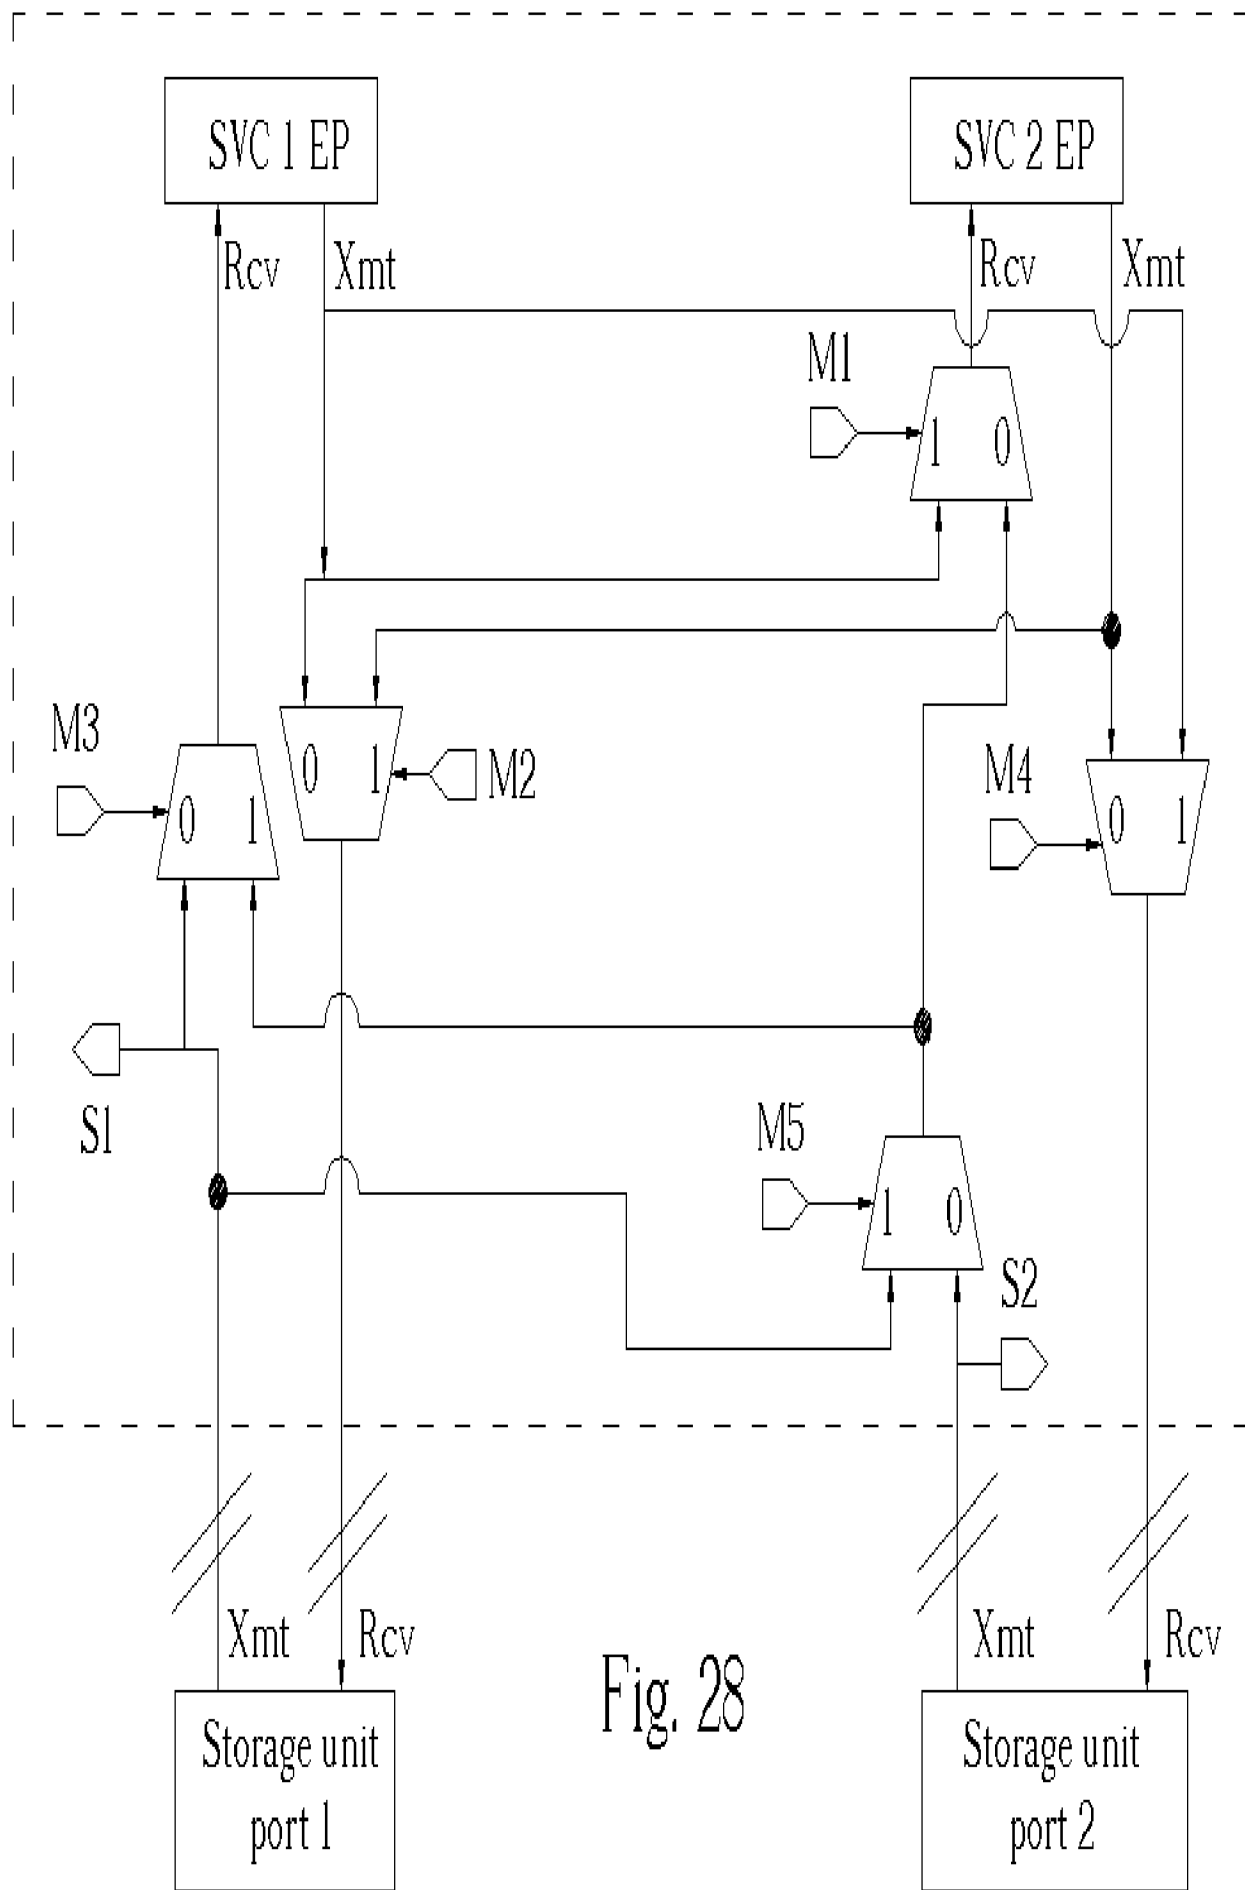 SVC 1 EP
SVC 2 EP
Rcv
Xmt
Rcv
Xmt
M1
1 0
M3
0 1
0 1
M2
M4
0 1
S1
M5
1 0
S2
Xmt
Rcv
Xmt
Rcv
Fig. 28
Storage unit
port 1
Storage unit
port 2